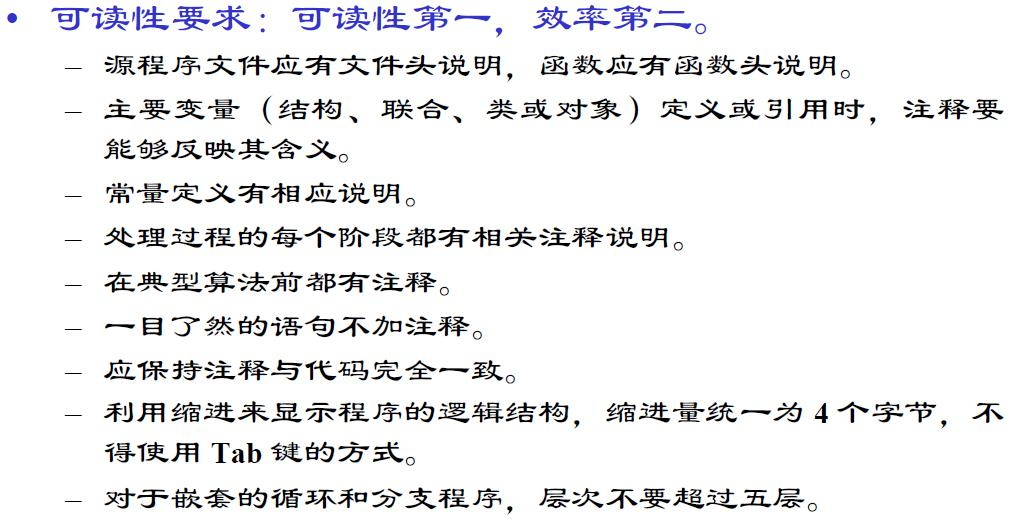 • 可读性要求：可读性第一，效率第二。
– 源程序文件应有文件头说明，函数应有函数头说明。
– 主要变量（结构、联合、类或对象）定义或引用时，注释要
能够反映其含义。
– 常量定义有相应说明。
– 处理过程的每个阶段都有相关注释说明。
– 在典型算法前都有注释。
– 一目了然的语句不加注释。
– 应保持注释与代码完全一致。
– 利用缩进来显示程序的逻辑结构，缩进量统一为 4 个字节，不
得使用 Tab 键的方式。
– 对于嵌套的循环和分支程序，层次不要超过五层。